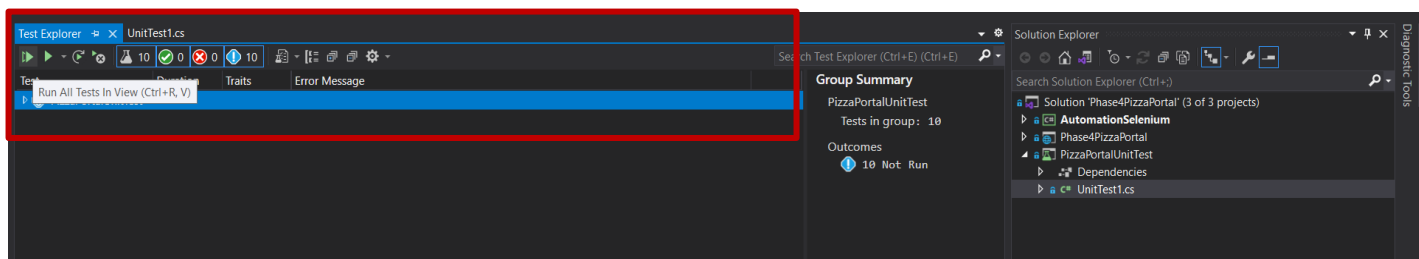 Test Explorer UnitTest1.cs
10 0 0 10 Search Test Explorer (Ctrl+E) (Ctrl+E)
Test Duration Traits Error Message
Run All Tests In View (Ctrl+R, V)
PizzaPortalUnitTest
Group Summary
PizzaPortalUnitTest
Tests in group: 10
Outcomes
10 Not Run
Solution Explorer
Search Solution Explorer (Ctrl+;)
Solution 'Phase4PizzaPortal' (3 of 3 projects)
C# AutomationSelenium
Phase4PizzaPortal
PizzaPortalUnitTest
Dependencies
C# UnitTest1.cs
Diagnostic Tools